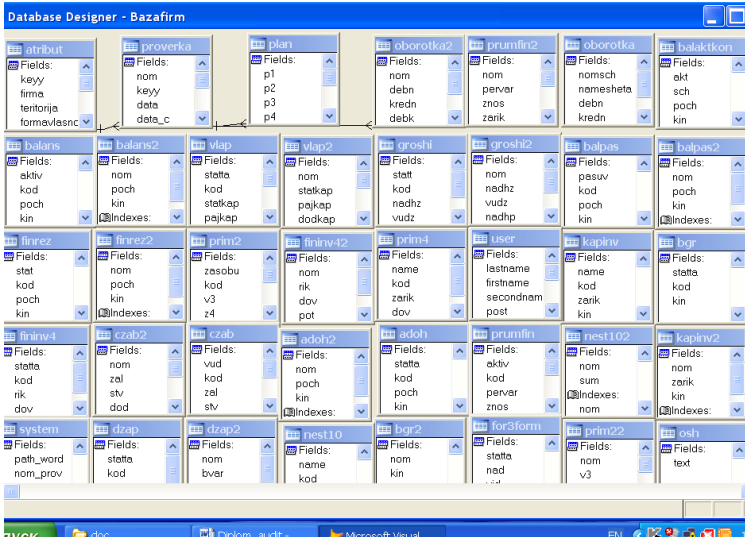 Database Designer - Bazafirm
atribut
Fields:
keyy
firma
teritorija
formavlasnc
proverka
Fields:
nom
keyy
data
data_c
plan
Fields:
p1
p2
p3
p4
oborotka2
Fields:
nom
debn
kredn
debk
prumfin2
Fields:
nom
pervar
znos
zarik
oborotka
Fields:
nomsch
namesheta
debn
kredn
balaktkon
Fields:
akt
sch
poch
kin
balans
Fields:
aktiv
kod
poch
kin
balans2
Fields:
nom
poch
kin
Indexes:
vlap
Fields:
statta
kod
statkap
pajkap
vlap2
Fields:
nom
statkap
pajkap
dodkap
groshi
Fields:
statt
kod
nadhz
vudz
groshi2
Fields:
nom
nadhz
vudz
nadhp
balpas
Fields:
pasuv
kod
poch
kin
balpas2
Fields:
nom
poch
kin
Indexes:
finrez
Fields:
stat
kod
poch
kin
finrez2
Fields:
nom
poch
kin
Indexes:
prim2
Fields:
zasobu
kod
v3
z4
fininv42
Fields:
nom
rik
dov
pot
prim4
Fields:
name
kod
zarik
dov
user
Fields:
lastname
firstname
secondnam
post
kapinv
Fields:
name
kod
zarik
kin
bgr
Fields:
statta
kod
kin
fininv4
Fields:
statta
kod
rik
dov
czab2
Fields:
nom
zal
stv
dod
czab
Fields:
vud
kod
zal
stv
adoh2
Fields:
nom
poch
kin
Indexes:
adoh
Fields:
statta
kod
poch
kin
prumfin
Fields:
aktiv
kod
pervar
znos
nest102
Fields:
nom
sum
Indexes:
nom
kapinv2
Fields:
nom
zarik
kin
Indexes:
system
Fields:
path_word
nom_prov
dzap
Fields:
statta
kod
dzap2
Fields:
nom
bvar
nest10
Fields:
name
kod
bgr2
Fields:
nom
kin
for3form
Fields:
statta
nad
prim22
Fields:
nom
v3
osh
Fields:
text
doc
Diplom_audit -
Microsoft Visual
EN